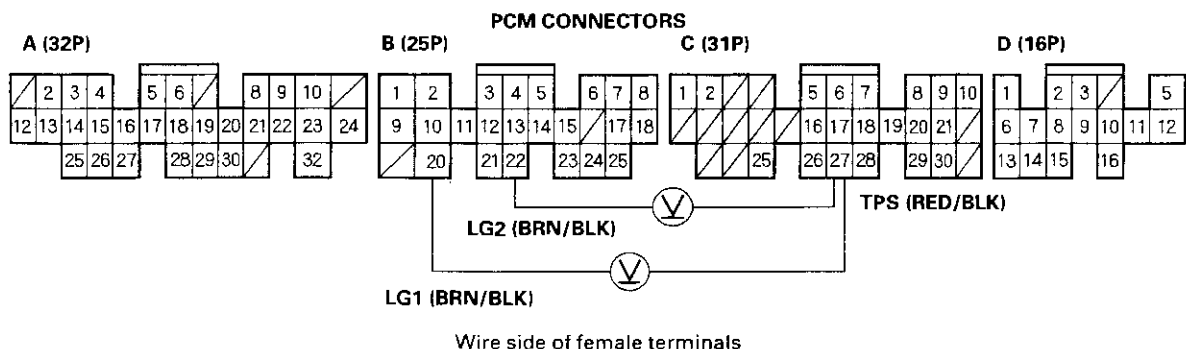 PCM CONNECTORS
A (32P) B (25P) C (31P) D (16P)
2 3 4 5 6 8 9 10 1 2 3 4 5 6 7 8 1 2 5 6 7 8 9 10 1 2 3 5
12 13 14 15 16 17 18 19 20 21 22 23 24 9 10 11 12 13 14 15 17 18 16 17 18 19 20 21 6 7 8 9 10 11 12
25 26 27 28 29 30 32 20 21 22 23 24 25 25 26 27 28 29 30 13 14 15 16
LG2 (BRN/BLK) V TPS (RED/BLK)
V
LG1 (BRN/BLK)
Wire side of female terminals